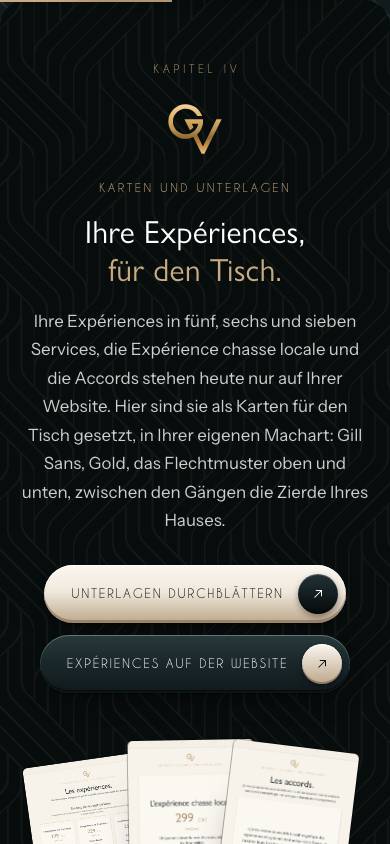 KAPITEL IV
GV
KARTEN UND UNTERLAGEN
Ihre Expériences,
für den Tisch.
Ihre Expériences in fünf, sechs und sieben
Services, die Expérience chasse locale und
die Accords stehen heute nur auf Ihrer
Website. Hier sind sie als Karten für den
Tisch gesetzt, in Ihrer eigenen Machart: Gill
Sans, Gold, das Flechtmuster oben und
unten, zwischen den Gängen die Zierde Ihres
Hauses.
UNTERLAGEN DURCHBLÄTTERN
EXPÉRIENCES AUF DER WEBSITE
Les expériences.
L'expérience chasse loca
299
Les accords.